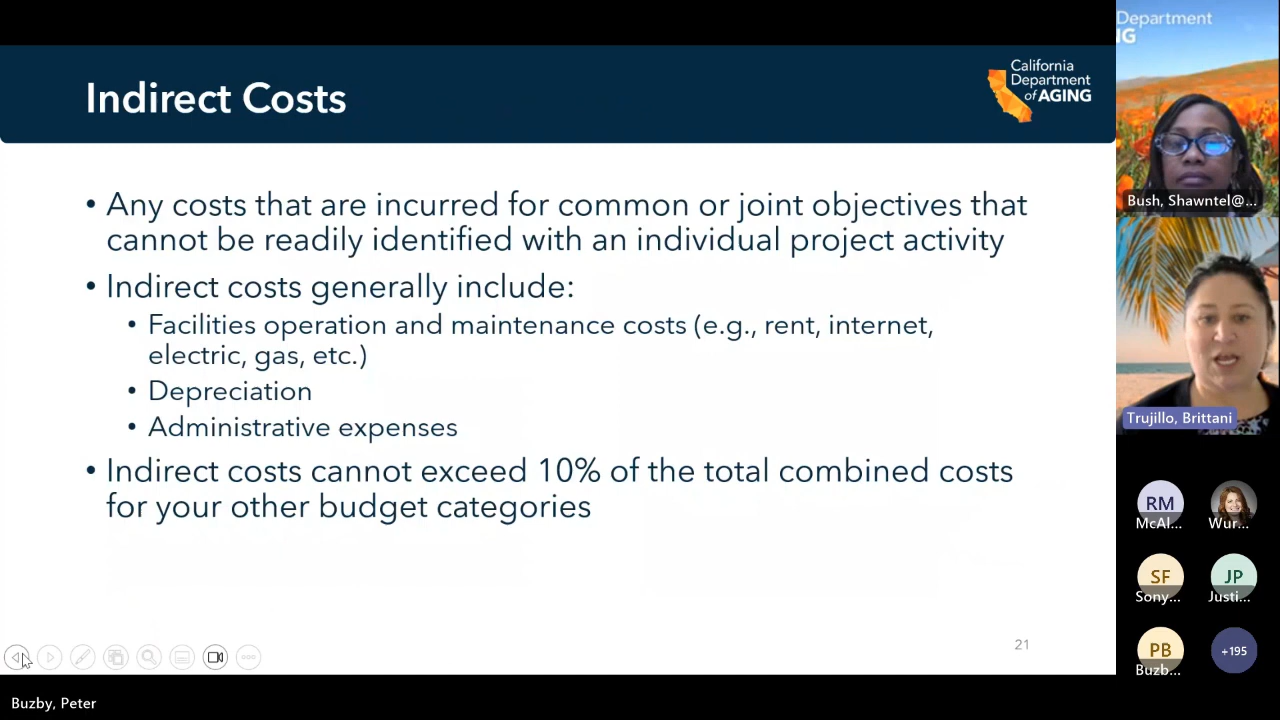 Indirect Costs
California
Department
of AGING
• Any costs that are incurred for common or joint objectives that
cannot be readily identified with an individual project activity
• Indirect costs generally include:
• Facilities operation and maintenance costs (e.g., rent, internet,
electric, gas, etc.)
• Depreciation
• Administrative expenses
• Indirect costs cannot exceed 10% of the total combined costs
for your other budget categories
21
Department
NG
Bush, Shawntel@...
Trujillo, Brittani
RM
McAl...
Wur...
SF
Sony...
JP
Justi...
PB
Buzb...
+195
Buzby, Peter